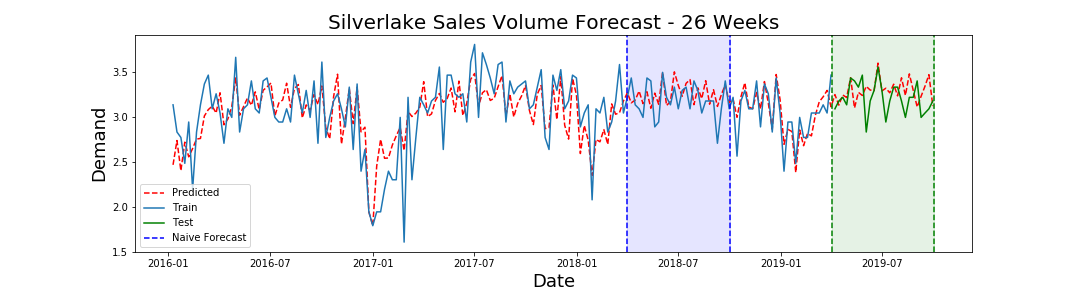 Silverlake Sales Volume Forecast - 26 Weeks
Demand
3.5
3.0
2.5
2.0
1.5
Predicted
Train
Test
Naive Forecast
2016-01 2016-07 2017-01 2017-07 2018-01 2018-07 2019-01 2019-07
Date